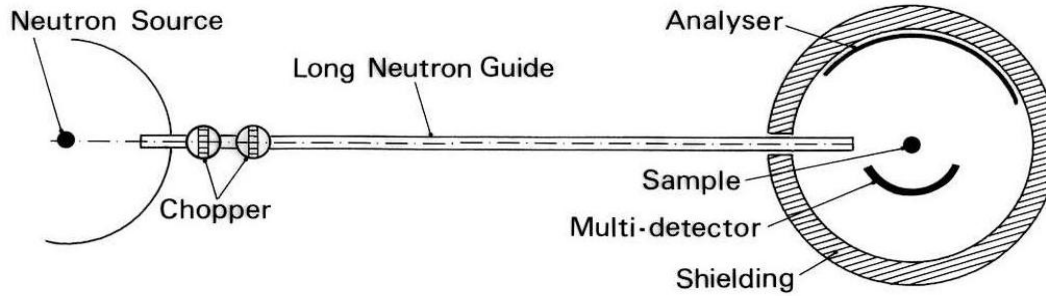 Neutron Source
Analyser
Long Neutron Guide
Sample
Chopper
Multi-detector
Shielding